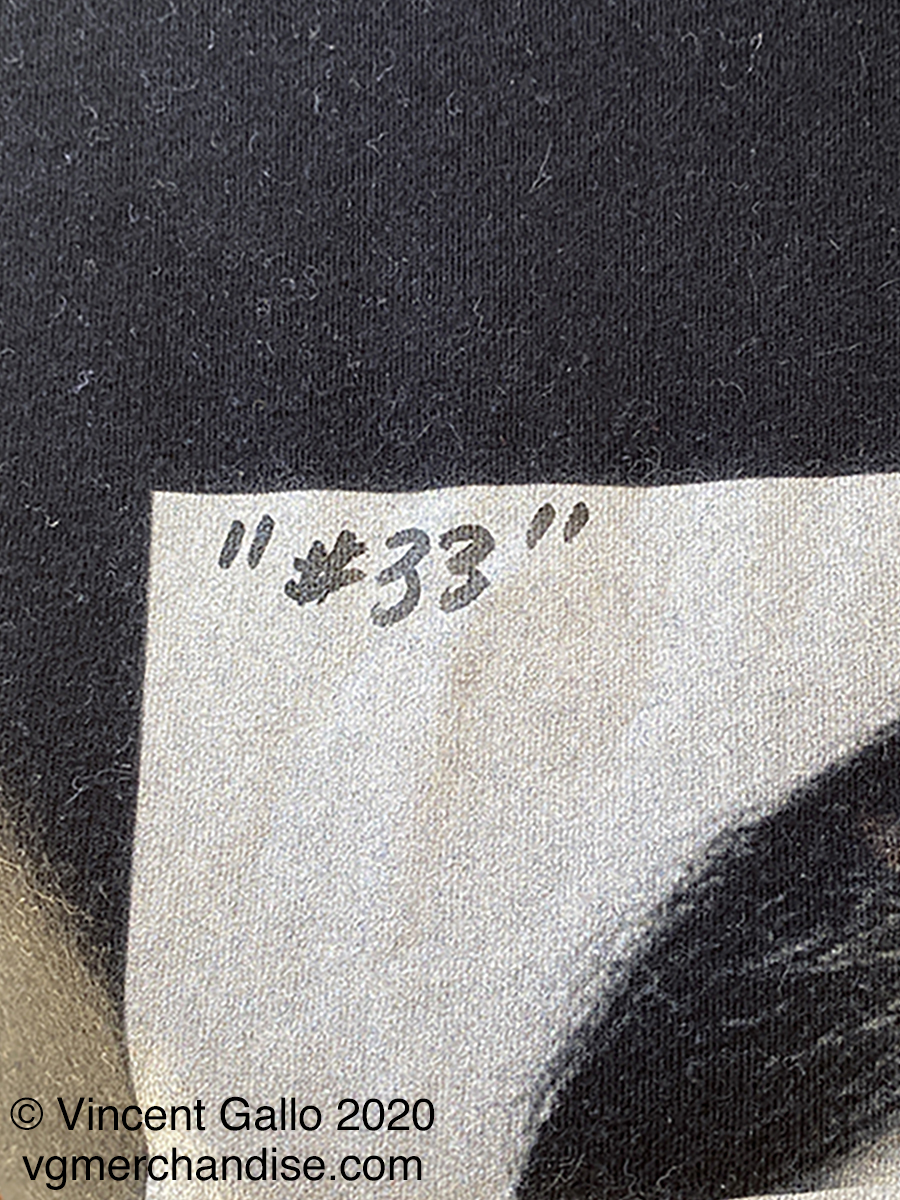 "#33"
© Vincent Gallo 2020
vgmerchandise.com